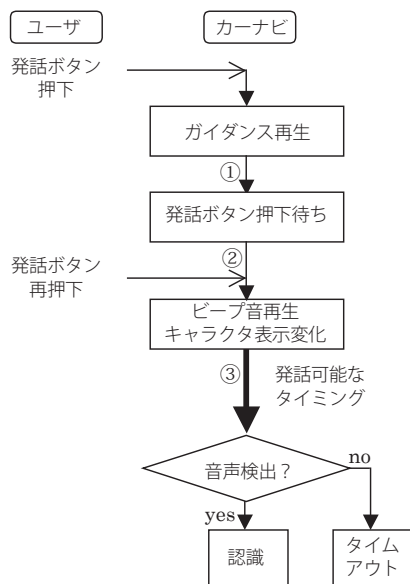 ユーザ
カーナビ
発話ボタン
押下
ガイダンス再生
①
発話ボタン押下待ち
②
発話ボタン
再押下
ビープ音再生
キャラクタ表示変化
③
発話可能な
タイミング
音声検出？
no
yes
認識
タイム
アウト